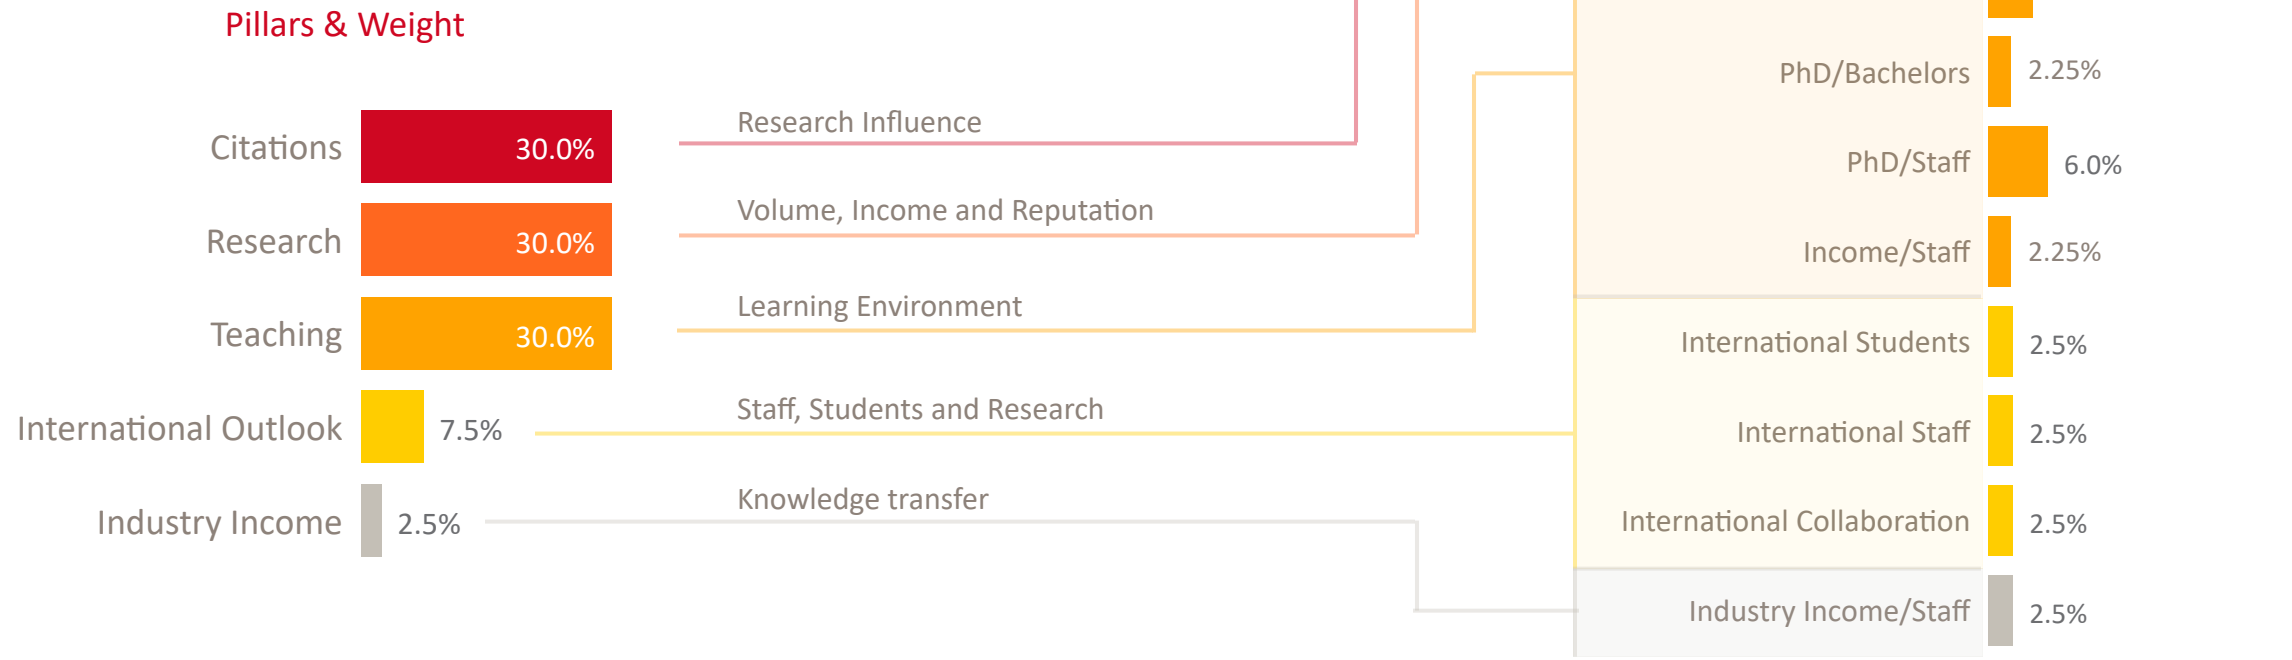 Pillars & Weight
Citations 30.0%
Research 30.0%
Teaching 30.0%
International Outlook 7.5%
Industry Income 2.5%
Research Influence
Volume, Income and Reputation
Learning Environment
Staff, Students and Research
Knowledge transfer
PhD/Bachelors 2.25%
PhD/Staff 6.0%
Income/Staff 2.25%
International Students 2.5%
International Staff 2.5%
International Collaboration 2.5%
Industry Income/Staff 2.5%